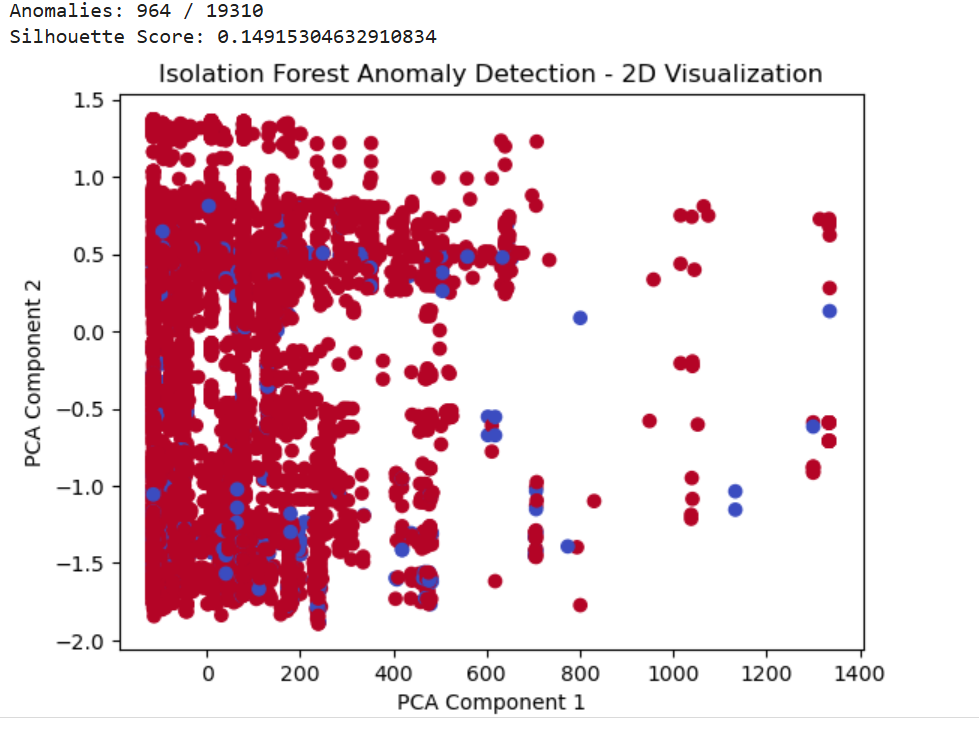 Anomalies: 964 / 19310
Silhouette Score: 0.14915304632910834
Isolation Forest Anomaly Detection - 2D Visualization
1.5
1.0
0.5
0.0
−0.5
−1.0
−1.5
−2.0
PCA Component 2
0 200 400 600 800 1000 1200 1400
PCA Component 1